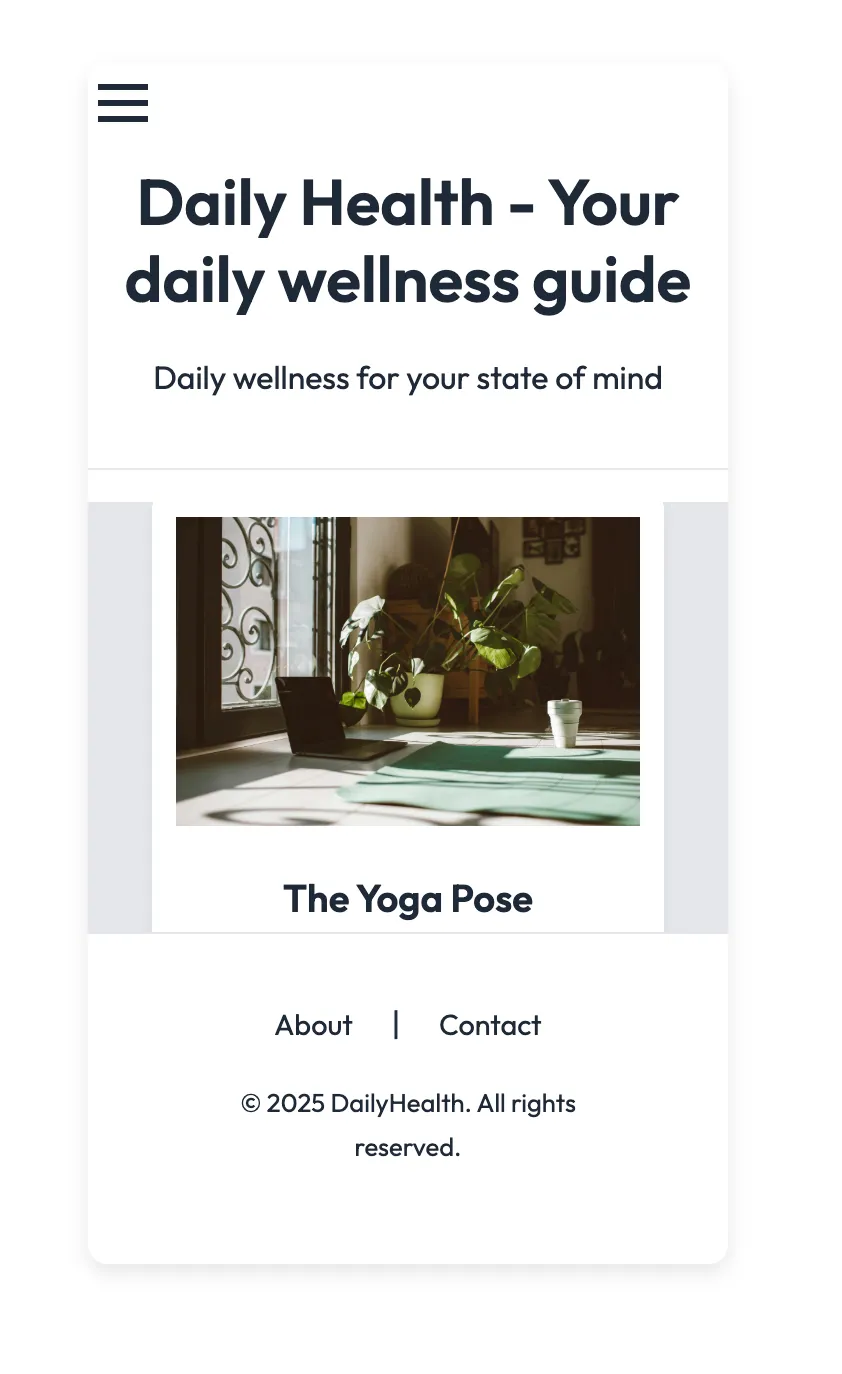 Daily Health - Your
daily wellness guide
Daily wellness for your state of mind
The Yoga Pose
About | Contact
© 2025 DailyHealth. All rights
reserved.